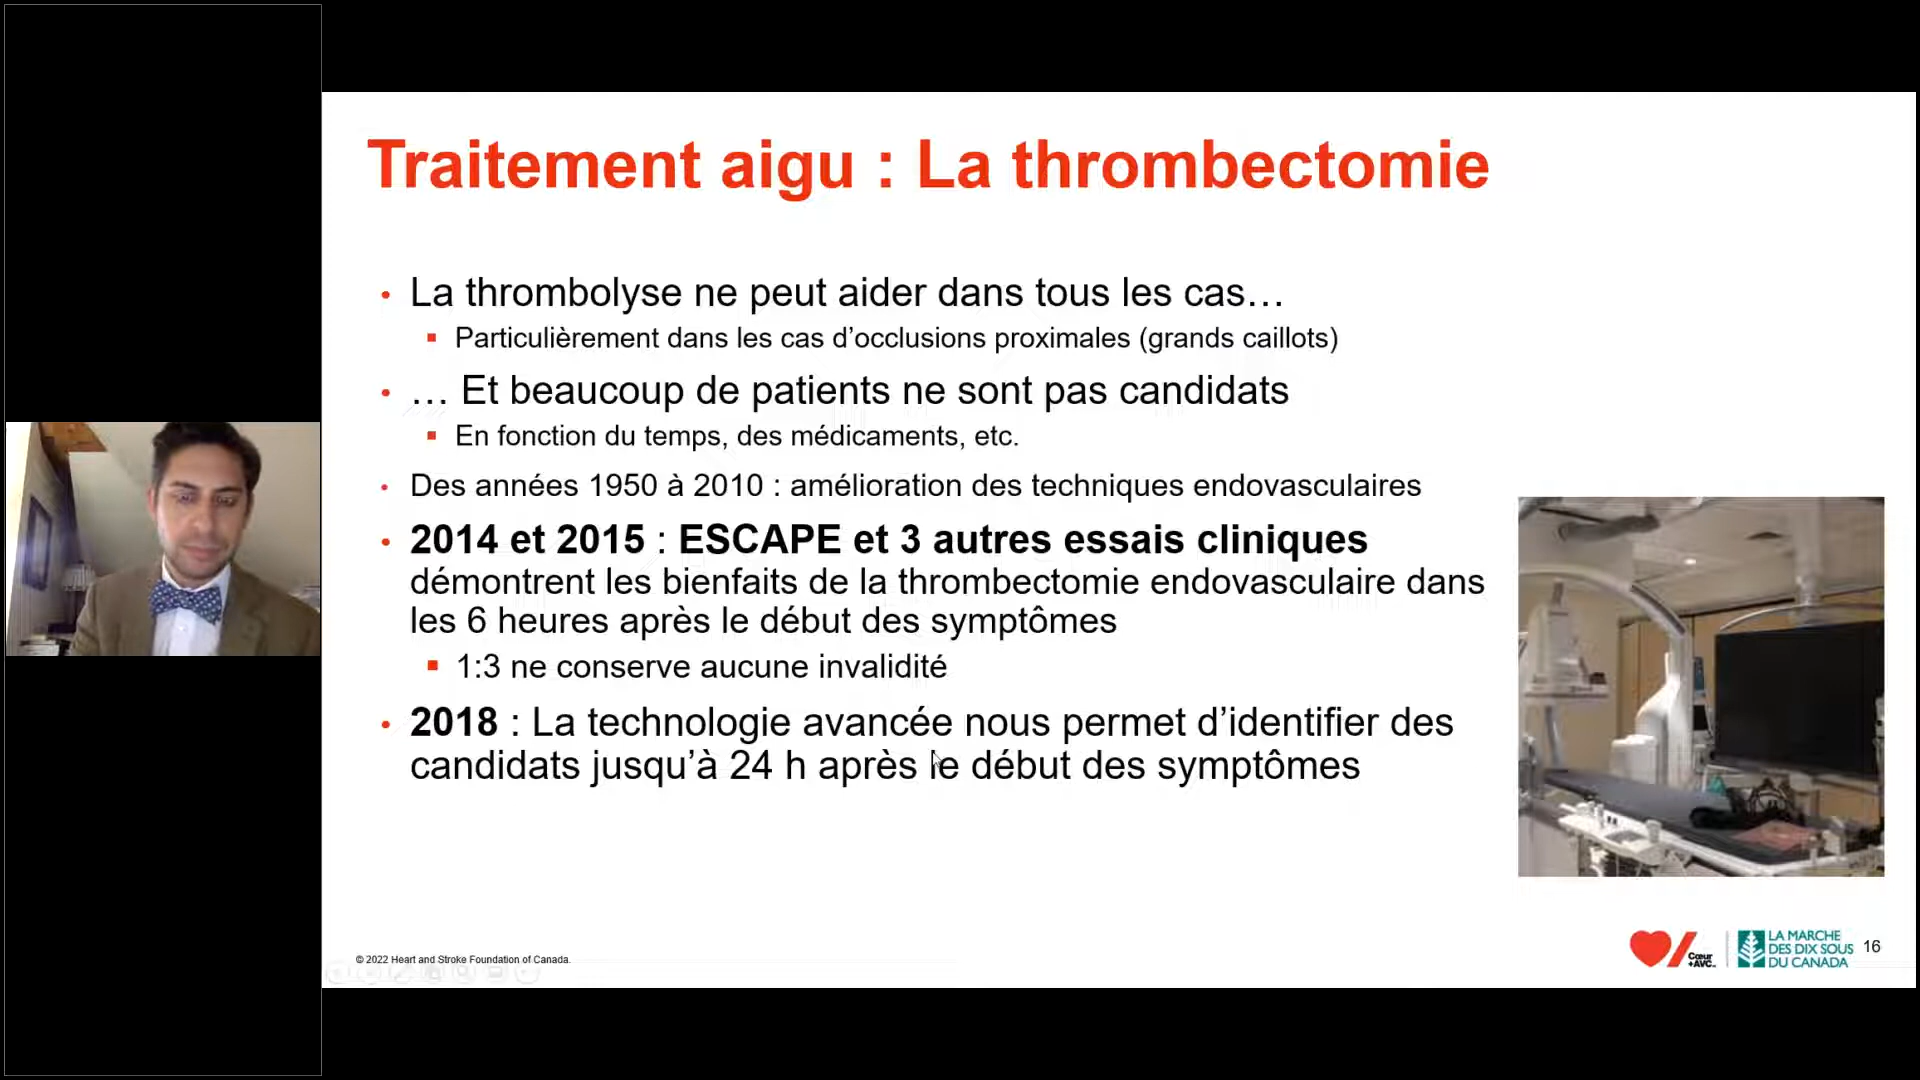 Traitement aigu : La thrombectomie
• La thrombolyse ne peut aider dans tous les cas…
▪ Particulièrement dans les cas d’occlusions proximales (grands caillots)
• … Et beaucoup de patients ne sont pas candidats
▪ En fonction du temps, des médicaments, etc.
• Des années 1950 à 2010 : amélioration des techniques endovasculaires
• 2014 et 2015 : ESCAPE et 3 autres essais cliniques
démontrent les bienfaits de la thrombectomie endovasculaire dans
les 6 heures après le début des symptômes
▪ 1:3 ne conserve aucune invalidité
• 2018 : La technologie avancée nous permet d’identifier des
candidats jusqu’à 24 h après le début des symptômes
© 2022 Heart and Stroke Foundation of Canada.
Cœur
+AVC
LA MARCHE
DES DIX SOUS
DU CANADA
16